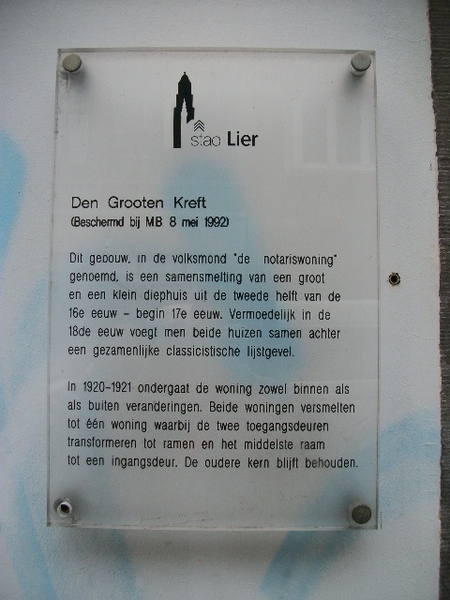 stad Lier
Den Grooten Kreft
(Beschermd bij M.B. 8 mei 1992)
Dit gebouw, in de volksmond "de notariswoning"
genoemd, is een samensmelting van een groot
en een klein diephuis uit de tweede helft van de
16e eeuw - begin 17e eeuw. Vermoedelijk in de
18de eeuw voegt men beide huizen samen achter
een gezamenlijke classicistische lijstgevel.
In 1920-1921 ondergaat de woning zowel binnen als
als buiten veranderingen. Beide woningen versmelten
tot één woning waarbij de twee toegangsdeuren
transformeren tot ramen en het middelste raam
tot een ingangsdeur. De oudere kern blijft behouden.